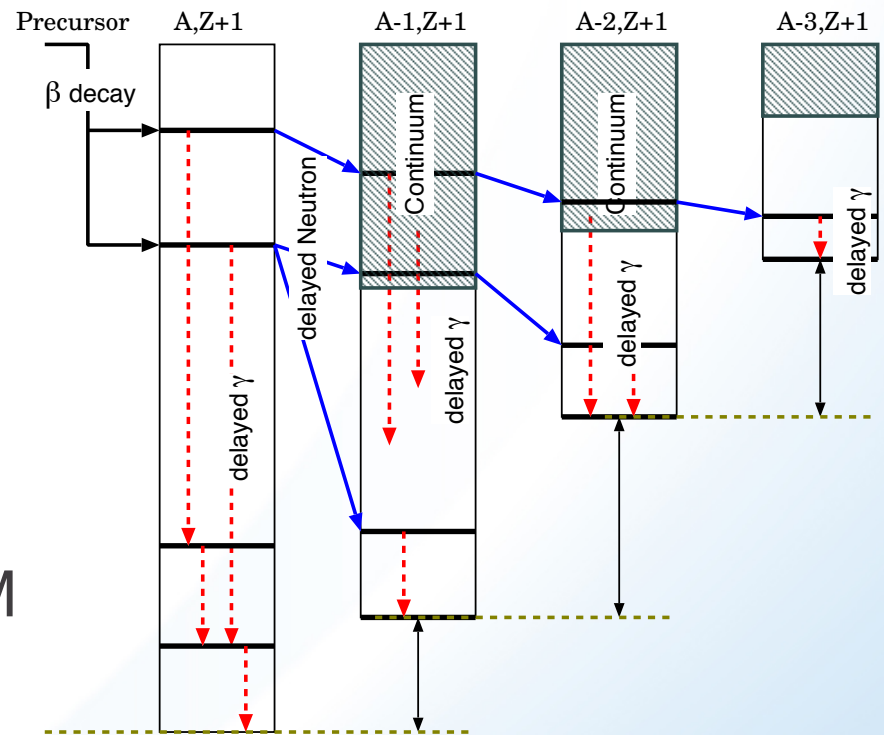 Precursor
A,Z+1
A-1,Z+1
A-2,Z+1
A-3,Z+1
β decay
delayed Neutron
Continuum
Continuum
delayed γ
delayed γ
delayed γ
delayed γ
M